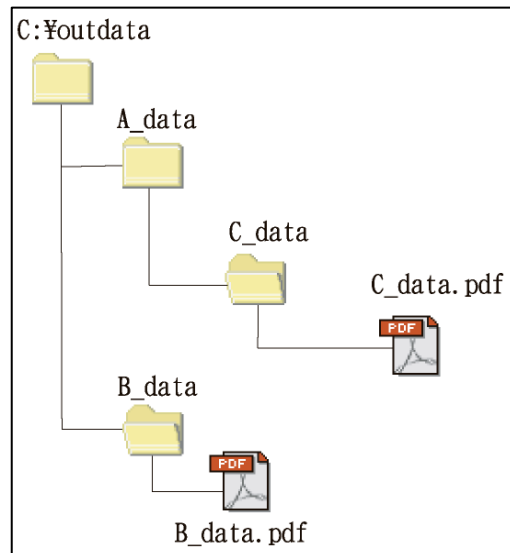 C:¥outdata
A_data
C_data
C_data.pdf
PDF
B_data
PDF
B_data.pdf